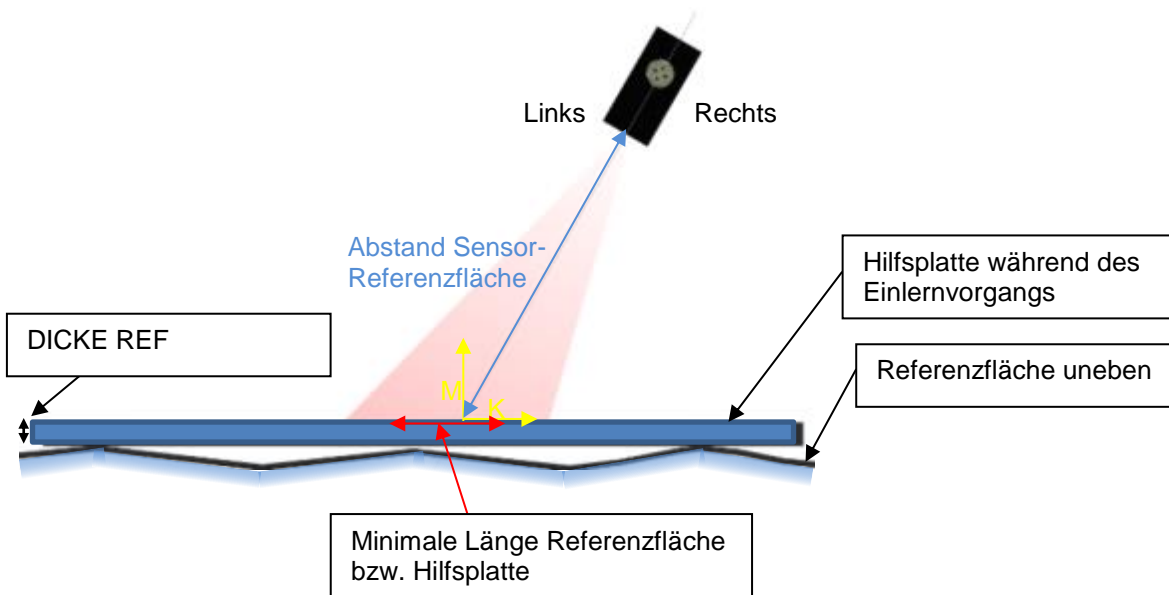 Links
Rechts
Abstand Sensor-
Referenzfläche
Hilfsplatte während des
Einlernvorgangs
DICKE REF
Referenzfläche uneben
M
K
Minimale Länge Referenzfläche
bzw. Hilfsplatte